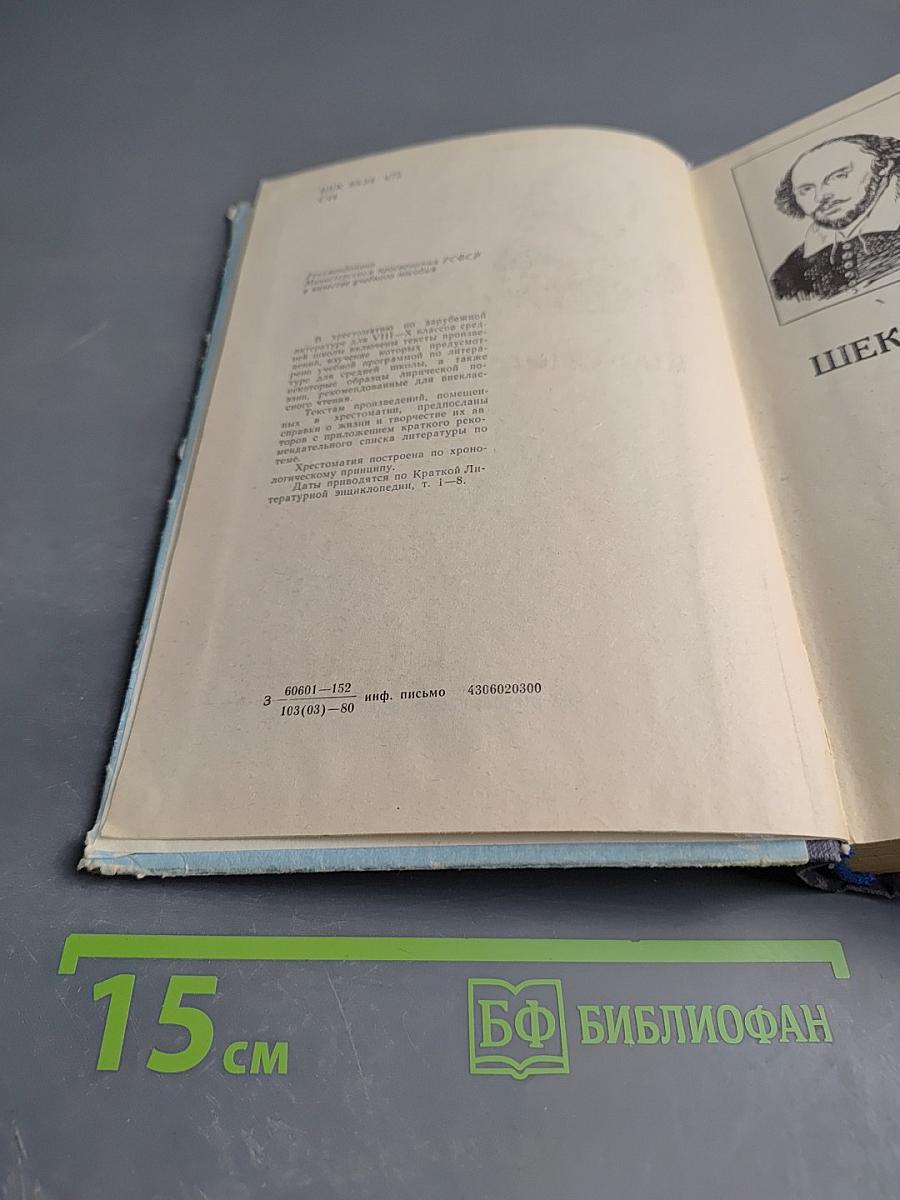 Рекомендовано
Министерством просвещения РСФСР
в качестве учебного пособия
В хрестоматию по зарубежной
литературе для VIII—X классов сред-
ней школы включены тексты произве-
дений, изучение которых предусмот-
рено учебной программой по литера-
туре для средней школы, а также
некоторые образцы лирической по-
эзии, рекомендованные для внеклас-
сного чтения.
Текстам произведений, помещен-
ных в хрестоматии, предпосланы
справки о жизни и творчестве их ав
торов с приложением краткого реко-
мендательного списка литературы по
теме.
Хрестоматия построена по хроно-
логическому принципу.
Даты приводятся по Краткой Ли-
тературной энциклопедии, т. 1—8.
З 60601—152 инф. письмо 4306020300
103(03)—80
ШЕК
15 см
БФ БИБЛИОФАН